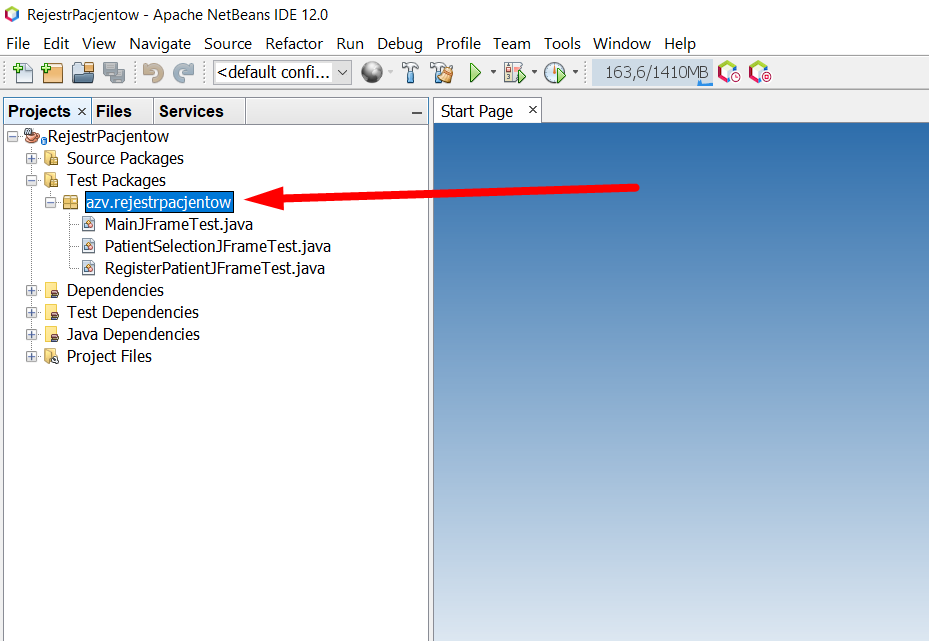 RejestrPacjentow - Apache NetBeans IDE 12.0
File Edit View Navigate Source Refactor Run Debug Profile Team Tools Window Help
<default confi... 163,6/1410MB
Projects × Files Services Start Page ×
RejestrPacjentow
Source Packages
Test Packages
azv.rejestrpacjentow
MainJFrameTest.java
PatientSelectionJFrameTest.java
RegisterPatientJFrameTest.java
Dependencies
Test Dependencies
Java Dependencies
Project Files